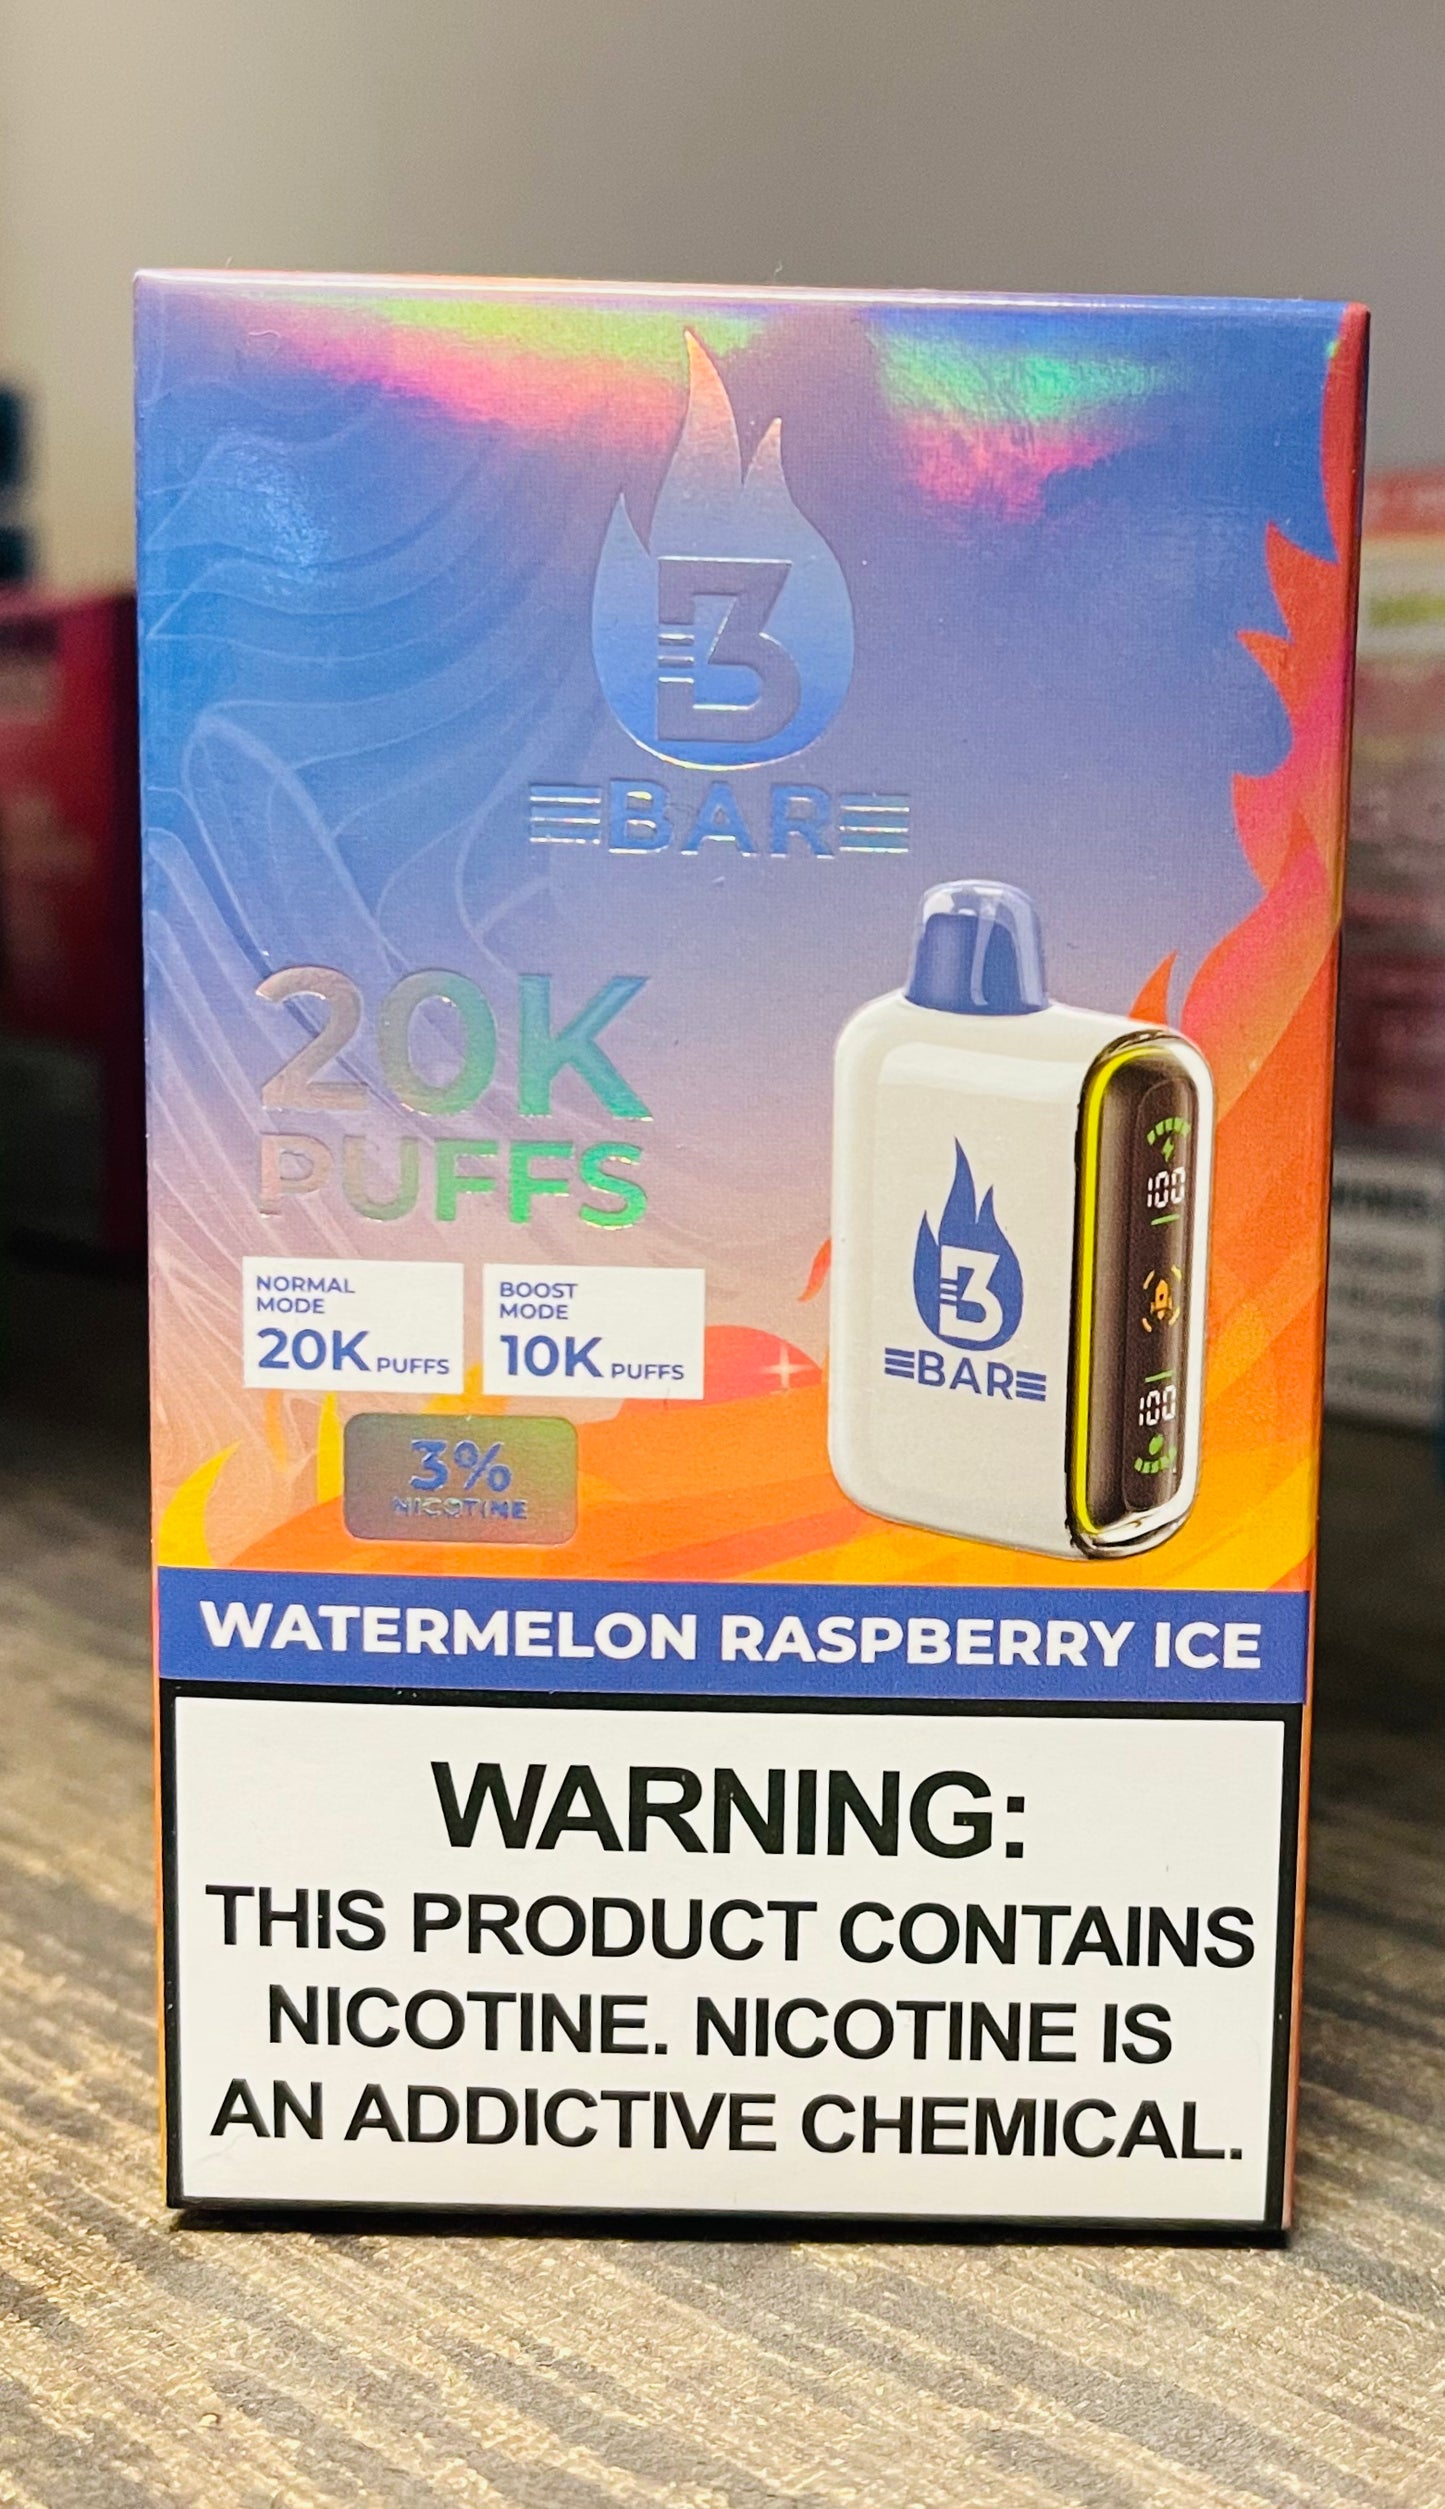 B
BAR
20K
PUFFS
NORMAL
MODE
20K PUFFS
BOOST
MODE
10K PUFFS
3%
NICOTINE
100
B
BAR
100
WATERMELON RASPBERRY ICE
WARNING:
THIS PRODUCT CONTAINS
NICOTINE. NICOTINE IS
AN ADDICTIVE CHEMICAL.